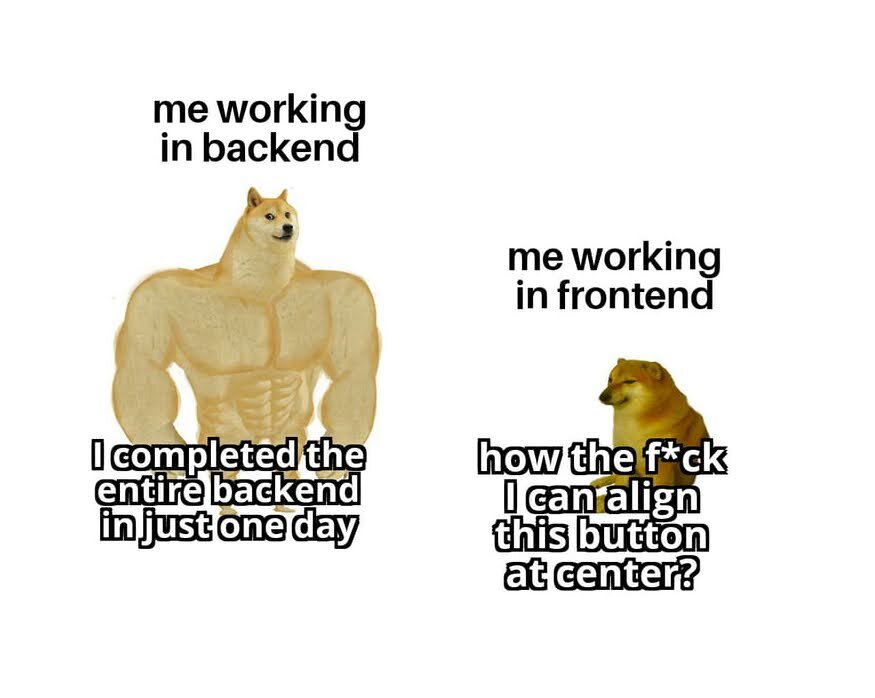 me working
in backend
I completed the
entire backend
in just one day
me working
in frontend
how the f*ck
I can align
this button
at center?